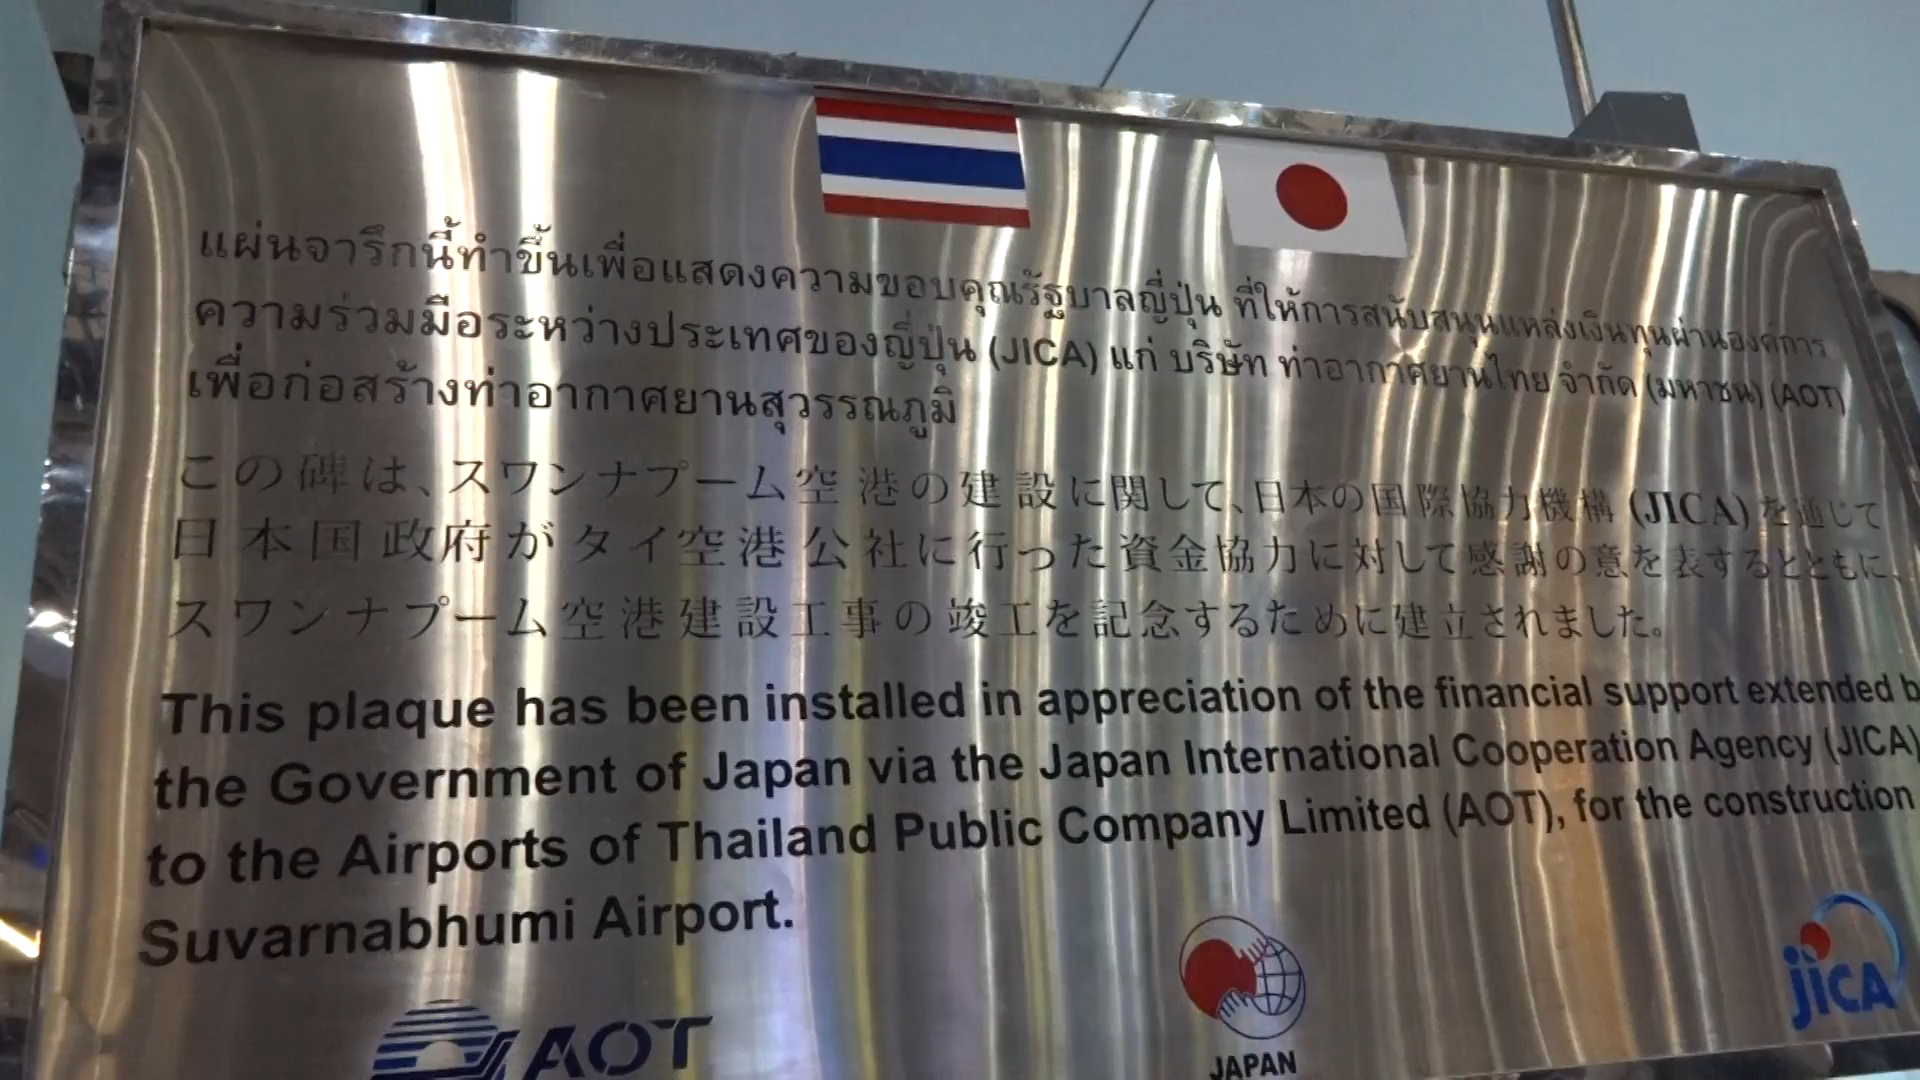 แผ่นจารึกนี้ทำขึ้นเพื่อแสดงความขอบคุณรัฐบาลญี่ปุ่น ที่ให้การสนับสนุนแหล่งเงินทุนผ่านองค์การ
ความร่วมมือระหว่างประเทศของญี่ปุ่น (JICA) แก่ บริษัท ท่าอากาศยานไทย จำกัด (มหาชน) (AOT)
เพื่อก่อสร้างท่าอากาศยานสุวรรณภูมิ
この碑は、スワンナプーム空港の建設に関して、日本の国際協力機構 (JICA) を通じて
日本国政府がタイ空港公社に行った資金協力に対して感謝の意を表するとともに、
スワンナプーム空港建設工事の竣工を記念するために建立されました。
This plaque has been installed in appreciation of the financial support extended b
the Government of Japan via the Japan International Cooperation Agency (JICA)
to the Airports of Thailand Public Company Limited (AOT), for the construction
Suvarnabhumi Airport.
AOT
JAPAN
jica